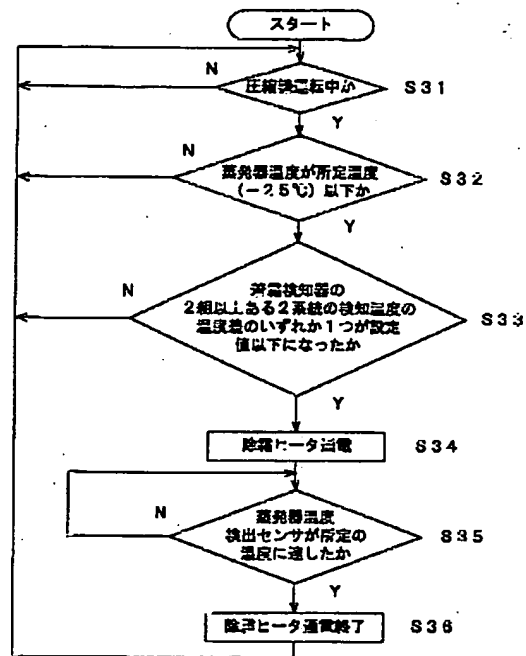 スタート
N
圧縮機運転中か
S31
Y
N
蒸発器温度が所定温度
(-25℃)以下か
S32
Y
N
着霜検知器の
2組以上ある2系統の検知温度の
温度差のいずれか1つが設定
値以下になったか
S33
Y
除霜ヒータ通電
S34
N
蒸発器温度
検出センサが所定の
温度に達したか
S35
Y
除霜ヒータ通電終了
S36